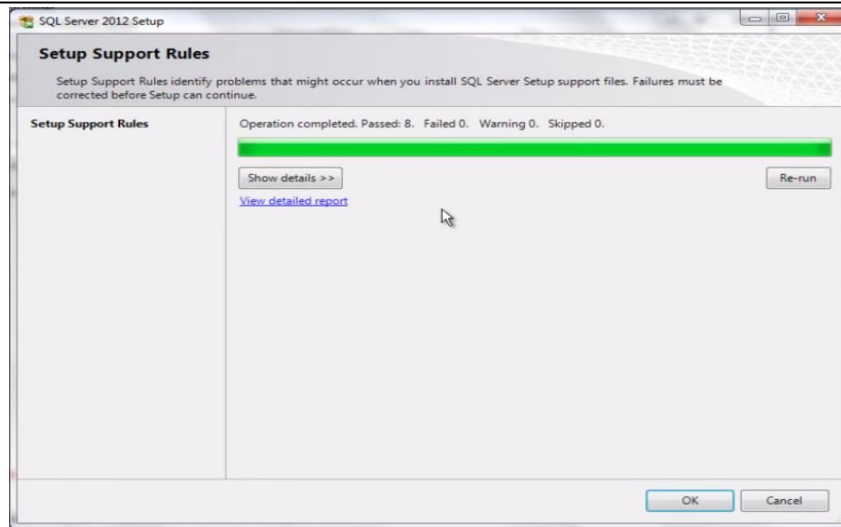 SQL Server 2012 Setup
Setup Support Rules
Setup Support Rules identify problems that might occur when you install SQL Server Setup support files. Failures must be
corrected before Setup can continue.
Setup Support Rules
Operation completed. Passed: 8. Failed 0. Warning 0. Skipped 0.
Show details >>
Re-run
View detailed report
OK
Cancel